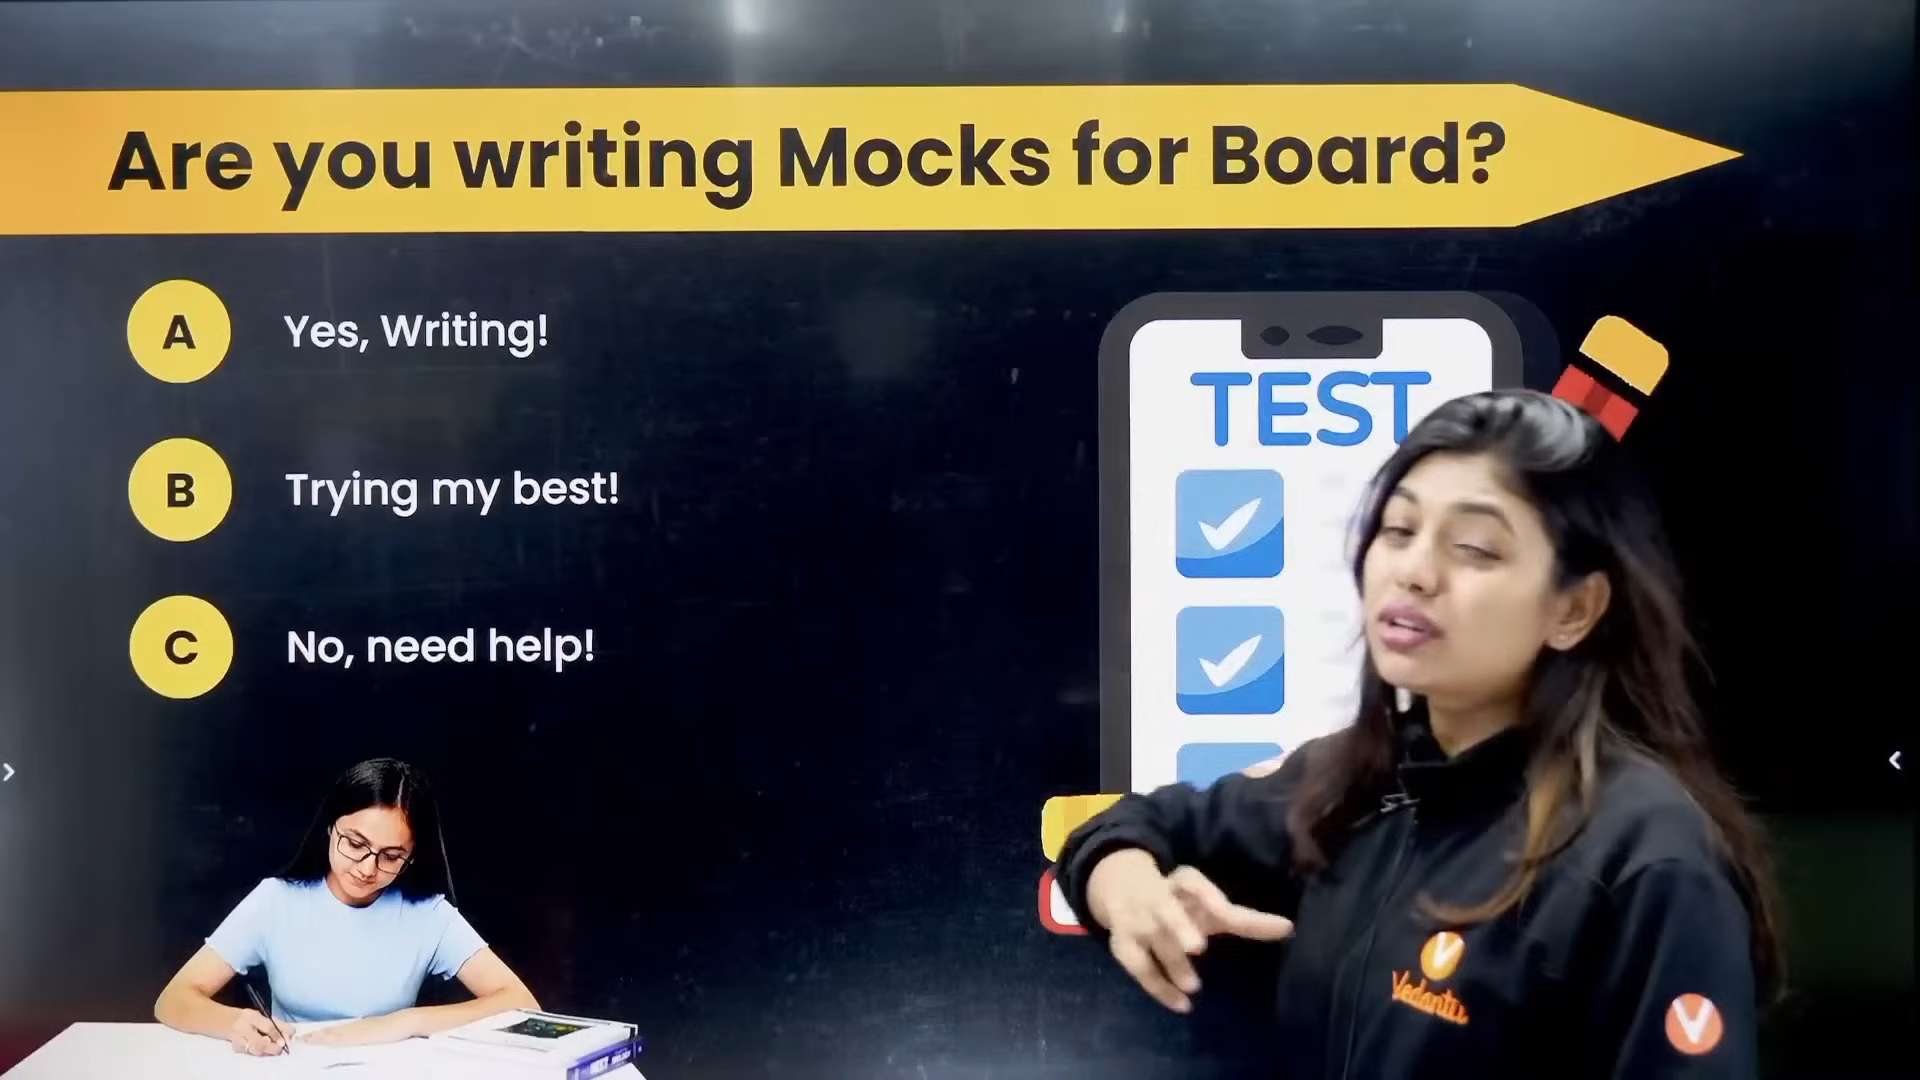 Are you writing Mocks for Board?
A Yes, Writing!
B Trying my best!
C No, need help!
TEST
Vedantu
V